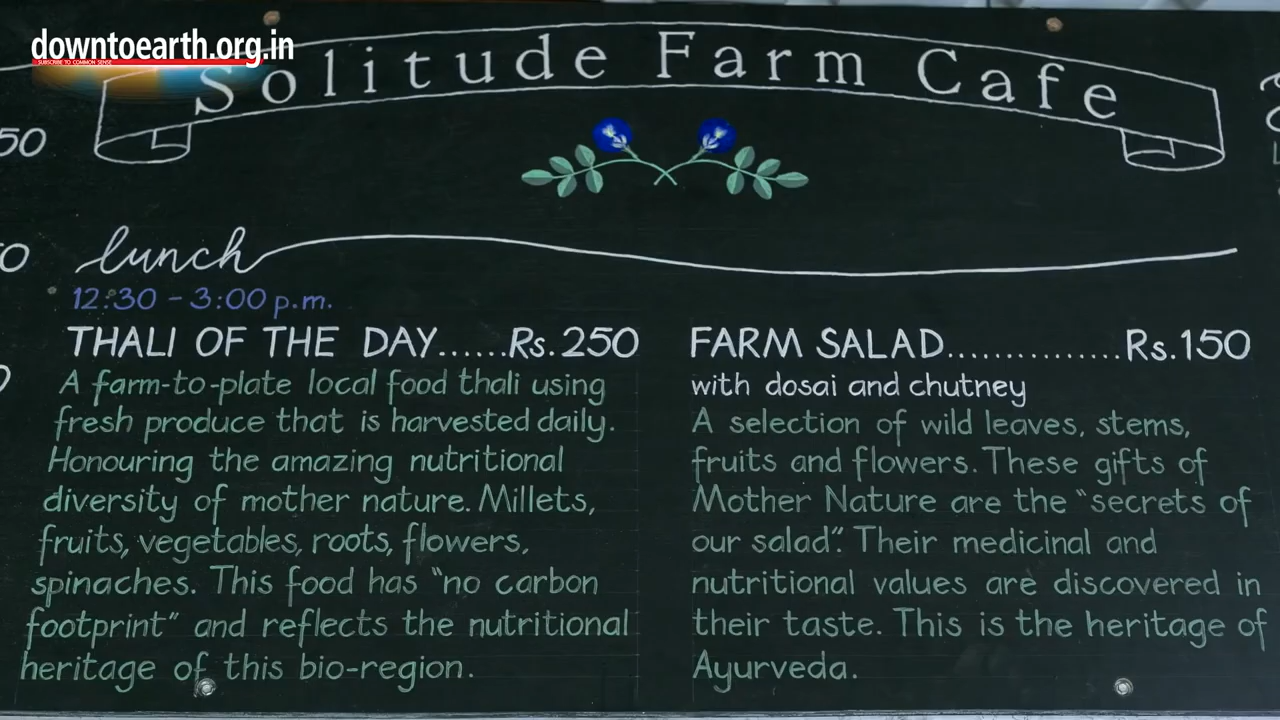 downtoearth.org.in
SUBSCRIBE TO COMMON SENSE
Solitude Farm Cafe
50
lunch
12:30 - 3:00 p.m.
THALI OF THE DAY......Rs. 250
A farm-to-plate local food thali using
fresh produce that is harvested daily.
Honouring the amazing nutritional
diversity of mother nature. Millets,
fruits, vegetables, roots, flowers,
spinaches. This food has "no carbon
footprint" and reflects the nutritional
heritage of this bio-region.
FARM SALAD................Rs. 150
with dosai and chutney
A selection of wild leaves, stems,
fruits and flowers. These gifts of
Mother Nature are the "secrets of
our salad". Their medicinal and
nutritional values are discovered in
their taste. This is the heritage of
Ayurveda.